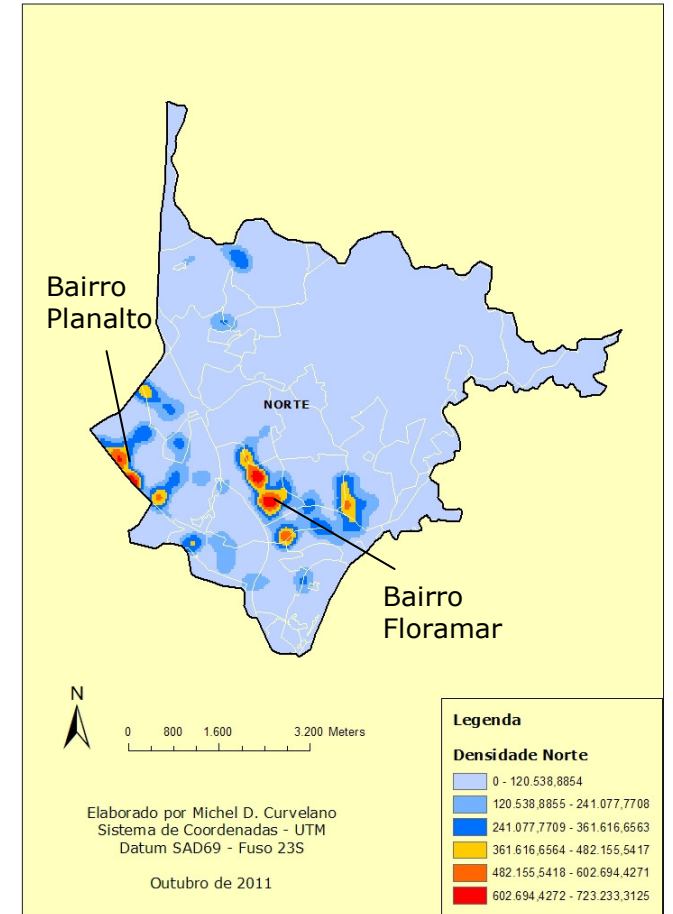 Bairro
Planalto
NORTE
Bairro
Floramar
N
0 800 1.600 3.200 Meters
Elaborado por Michel D. Curvelano
Sistema de Coordenadas - UTM
Datum SAD69 - Fuso 23S
Outubro de 2011
Legenda
Densidade Norte
0 - 120.538,8854
120.538,8855 - 241.077,7708
241.077,7709 - 361.616,6563
361.616,6564 - 482.155,5417
482.155,5418 - 602.694,4271
602.694,4272 - 723.233,3125